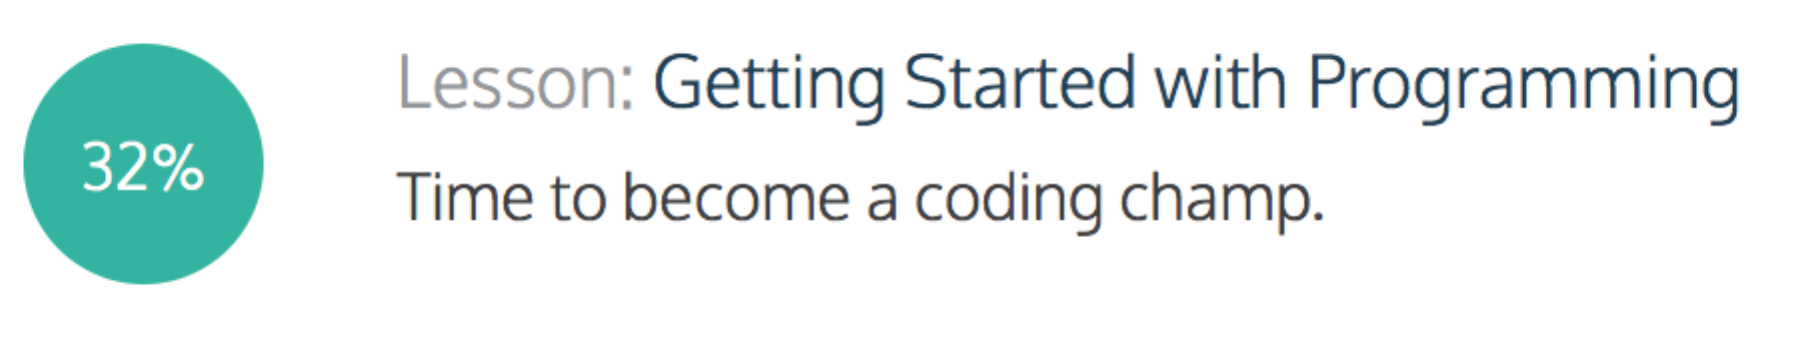 32%
Lesson: Getting Started with Programming
Time to become a coding champ.